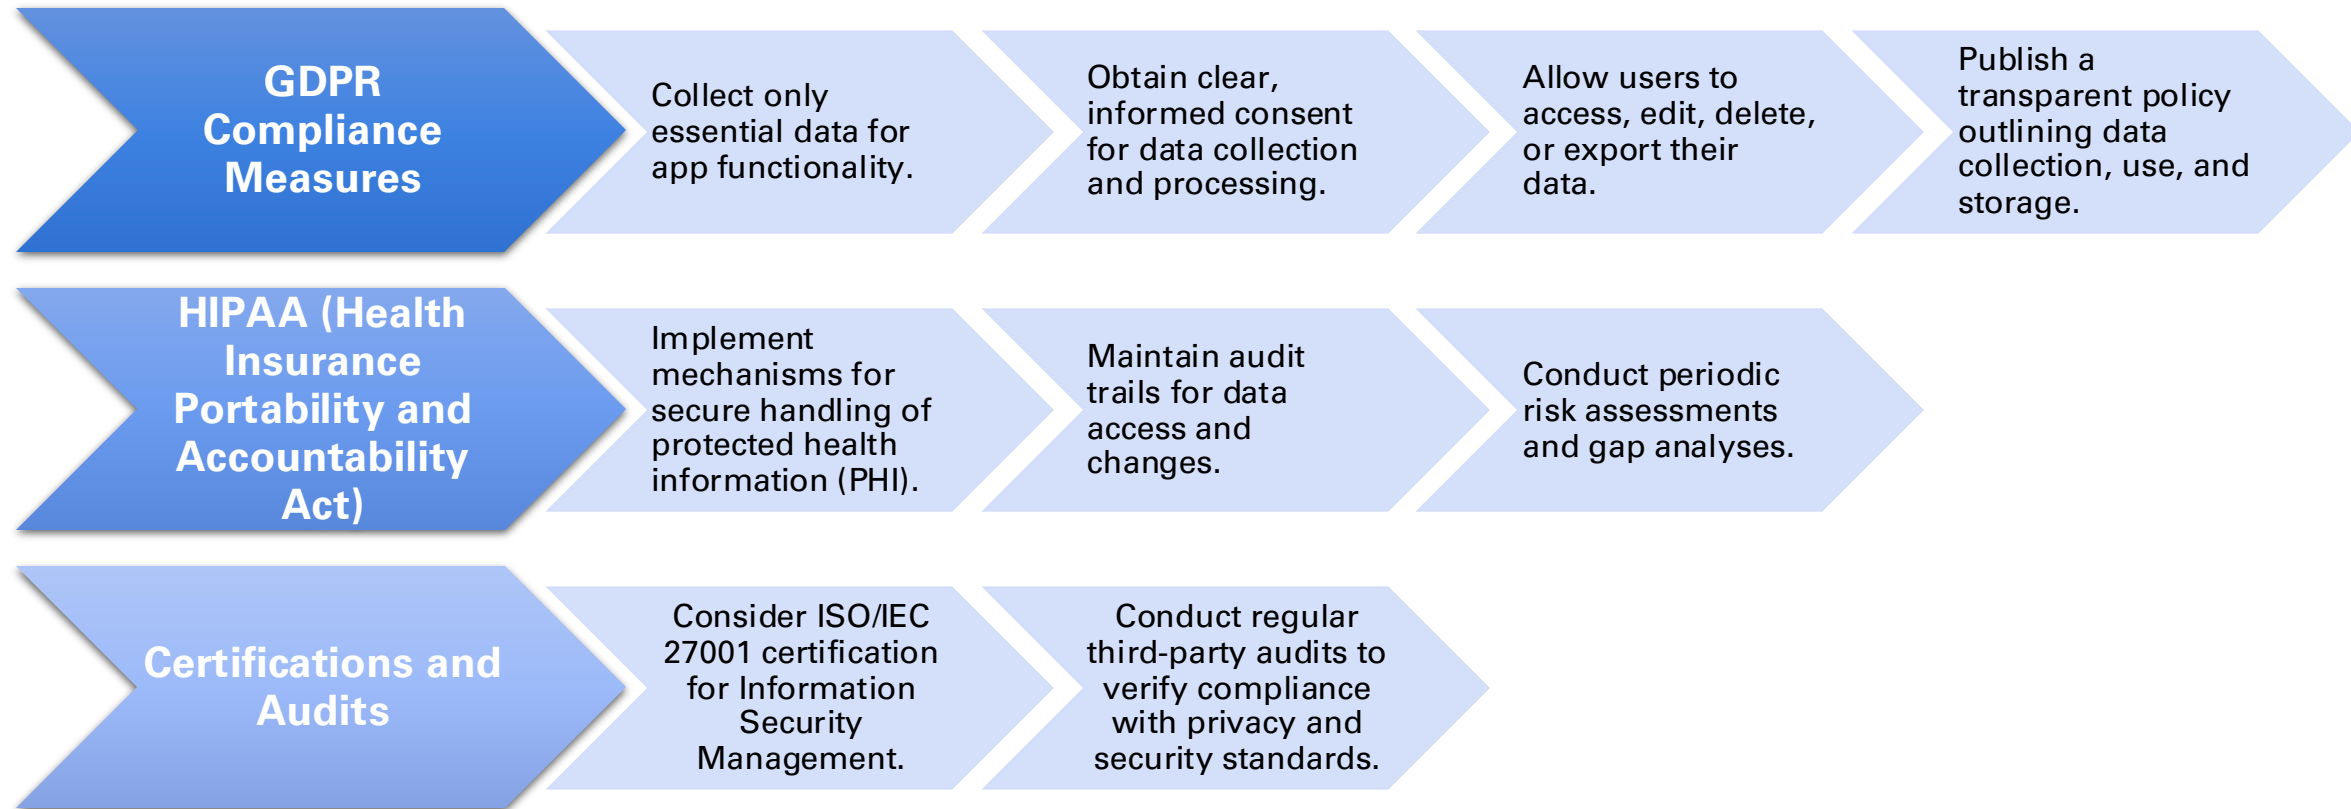 GDPR
Compliance
Measures
Collect only
essential data for
app functionality.
Obtain clear,
informed consent
for data collection
and processing.
Allow users to
access, edit, delete,
or export their
data.
Publish a
transparent policy
outlining data
collection, use, and
storage.
HIPAA (Health
Insurance
Portability and
Accountability
Act)
Implement
mechanisms for
secure handling of
protected health
information (PHI).
Maintain audit
trails for data
access and
changes.
Conduct periodic
risk assessments
and gap analyses.
Certifications and
Audits
Consider ISO/IEC
27001 certification
for Information
Security
Management.
Conduct regular
third-party audits to
verify compliance
with privacy and
security standards.